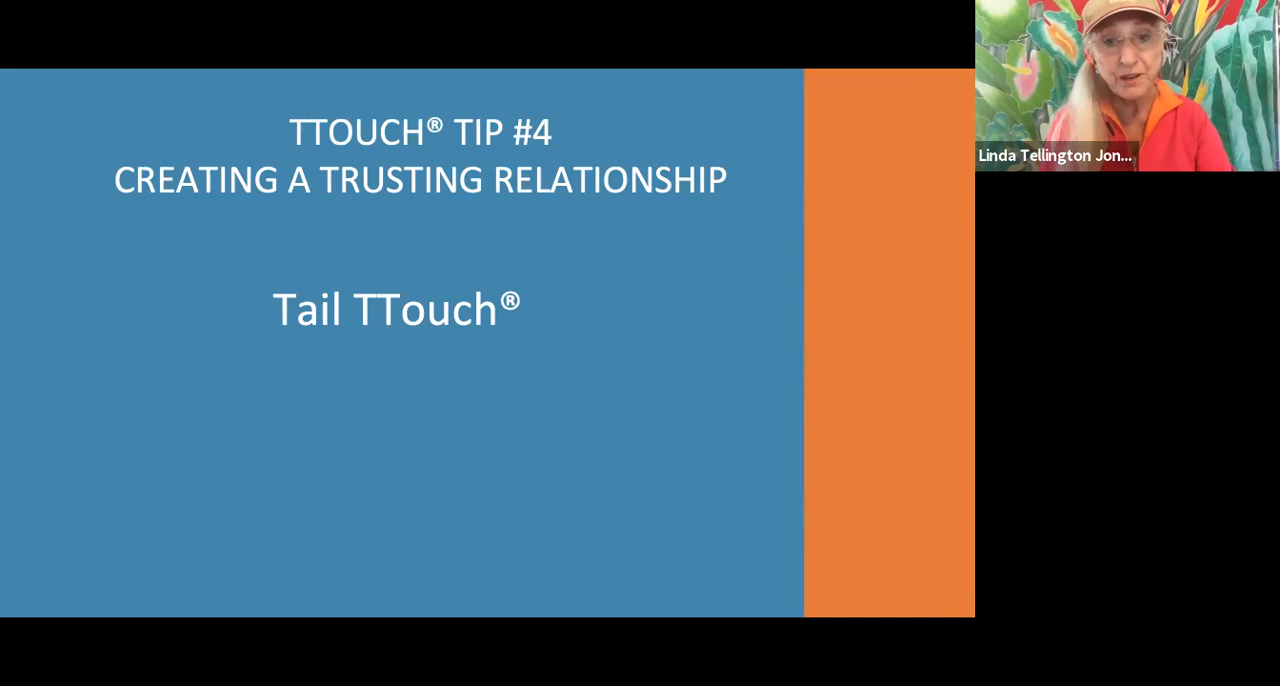 TTOUCH® TIP #4
CREATING A TRUSTING RELATIONSHIP
Tail TTouch®
Linda Tellington Jon...